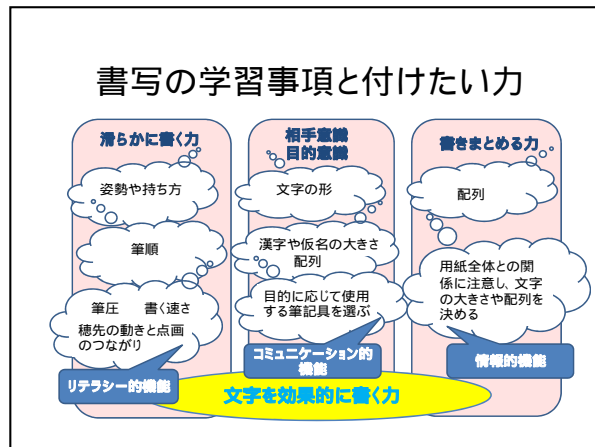 書写の学習事項と付けたい力
滑らかに書く力
姿勢や持ち方
筆順
筆圧　書く速さ
穂先の動きと点画
のつながり
リテラシー的機能
相手意識
目的意識
文字の形
漢字や仮名の大きさ
配列
目的に応じて使用
する筆記具を選ぶ
コミュニケーション的
機能
書きまとめる力
配列
用紙全体との関
係に注意し、文字
の大きさや配列を
決める
情報的機能
文字を効果的に書く力